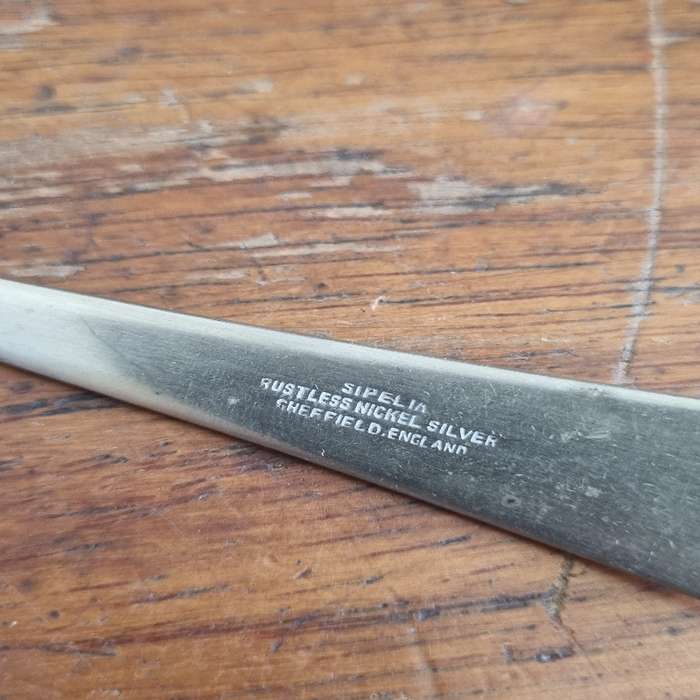 SIPELIA
RUSTLESS NICKEL SILVER
SHEFFIELD, ENGLAND